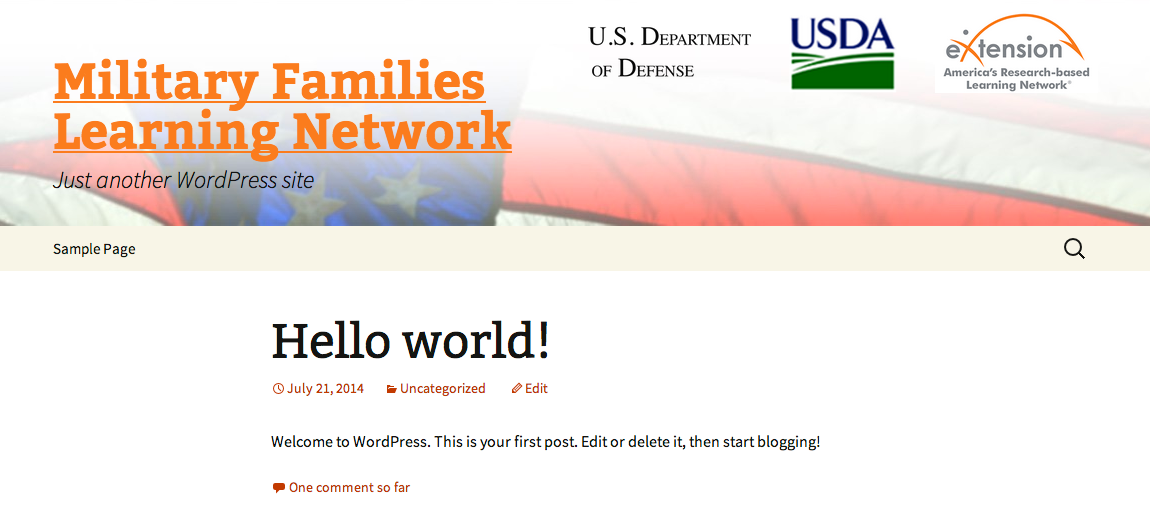 U.S. DEPARTMENT
OF DEFENSE
USDA
eXtension
America's Research-based
Learning Network®
Military Families
Learning Network
Just another WordPress site
Sample Page
Hello world!
July 21, 2014 Uncategorized Edit
Welcome to WordPress. This is your first post. Edit or delete it, then start blogging!
One comment so far